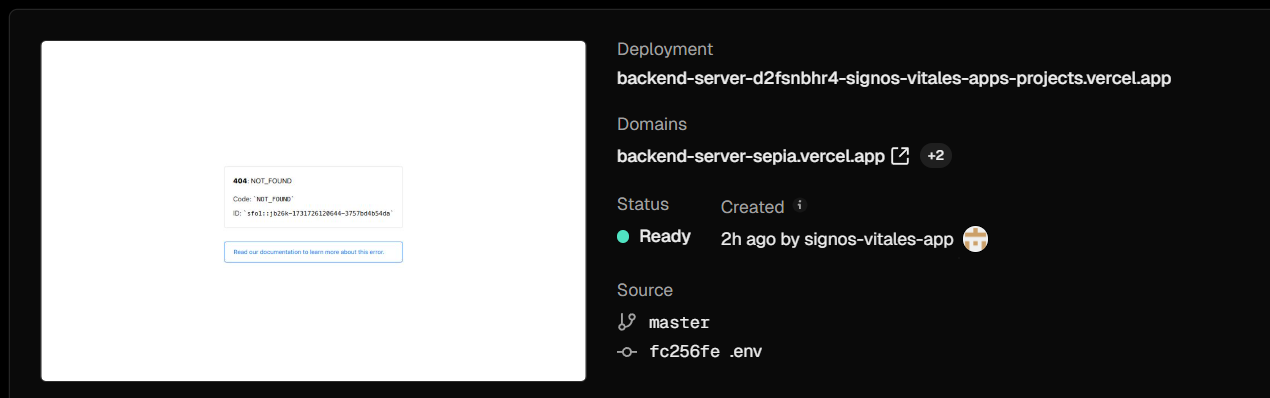 404: NOT_FOUND
Code: `NOT_FOUND`
ID: `sfo1::jb26k-1731726120644-3757bd4b54da`
Read our documentation to learn more about this error.
Deployment
backend-server-d2fsnbhr4-signos-vitales-apps-projects.vercel.app
Domains
backend-server-sepia.vercel.app +2
Status
Ready
Created
2h ago by signos-vitales-app
Source
master
fc256fe .env